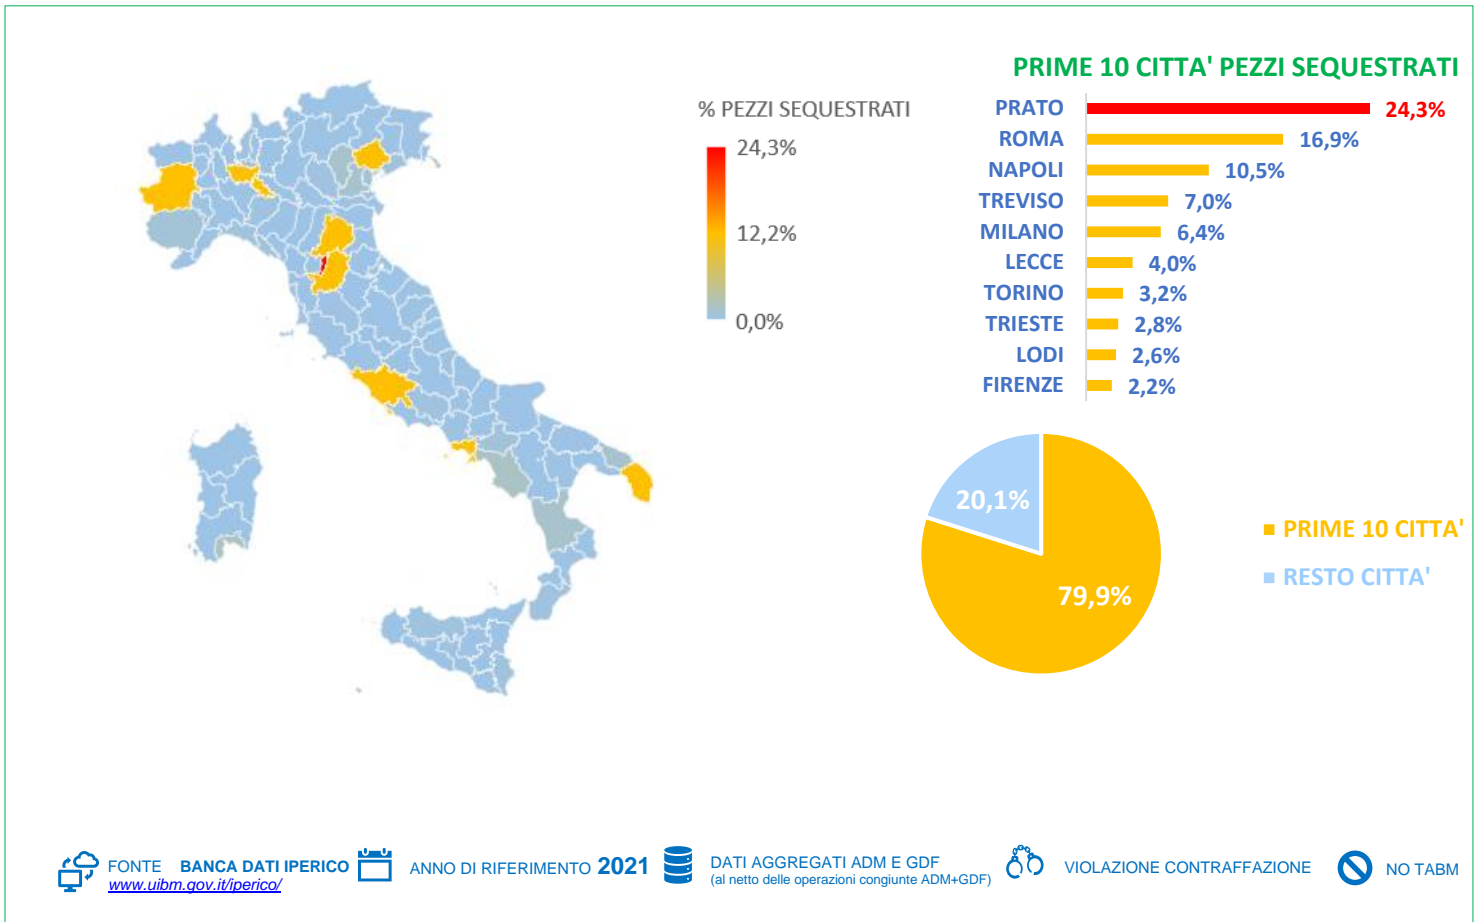 PRIME 10 CITTA' PEZZI SEQUESTRATI
% PEZZI SEQUESTRATI
24,3%
12,2%
0,0%
PRATO 24,3%
ROMA 16,9%
NAPOLI 10,5%
TREVISO 7,0%
MILANO 6,4%
LECCE 4,0%
TORINO 3,2%
TRIESTE 2,8%
LODI 2,6%
FIRENZE 2,2%
20,1%
79,9%
PRIME 10 CITTA'
RESTO CITTA'
FONTE BANCA DATI IPERICO
www.uibm.gov.it/iperico/
ANNO DI RIFERIMENTO 2021
DATI AGGREGATI ADM E GDF
(al netto delle operazioni congiunte ADM+GDF)
VIOLAZIONE CONTRAFFAZIONE
NO TABM